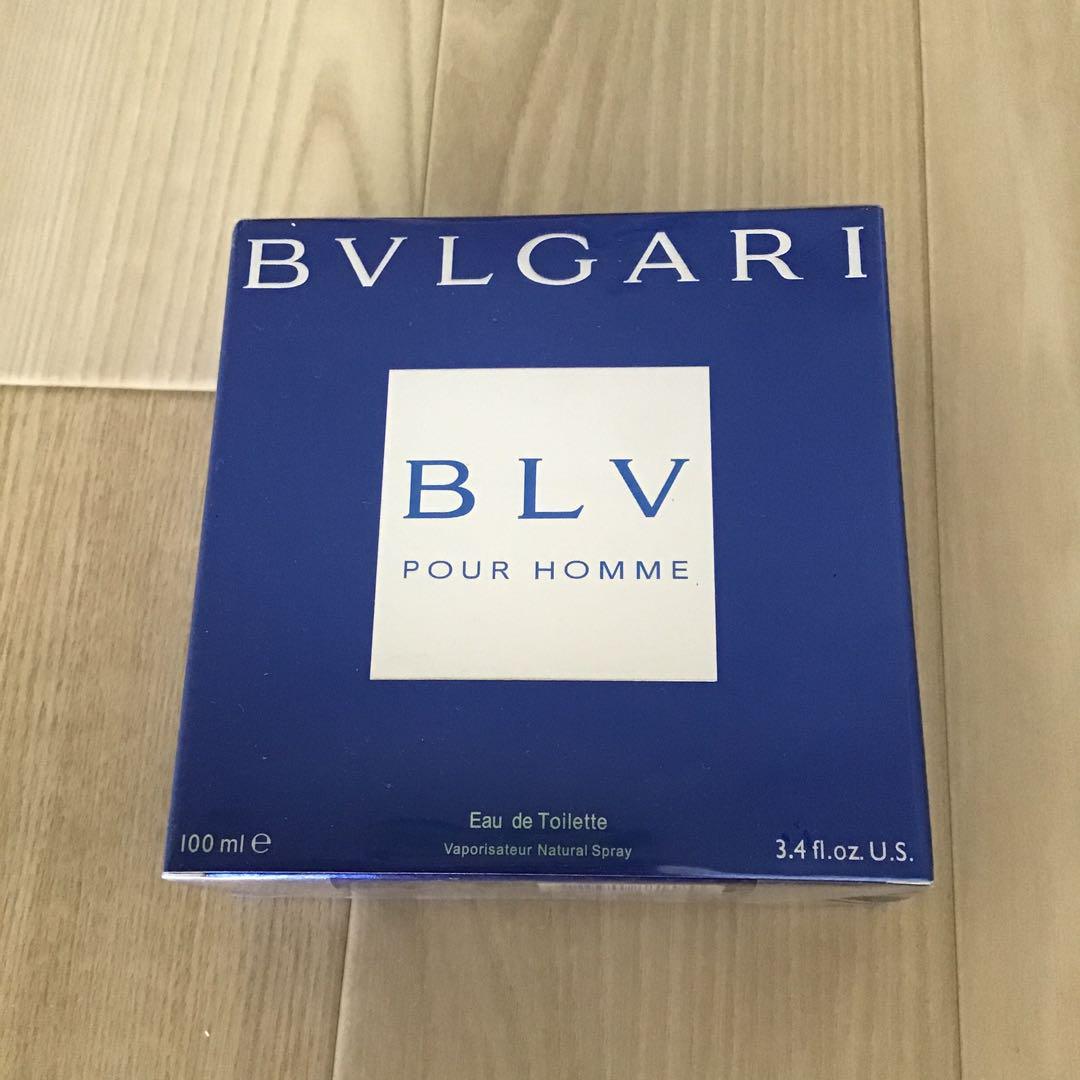 BVLGARI
BLV
POUR HOMME
Eau de Toilette
100 ml ℮
Vaporisateur Natural Spray
3.4 fl.oz. U.S.